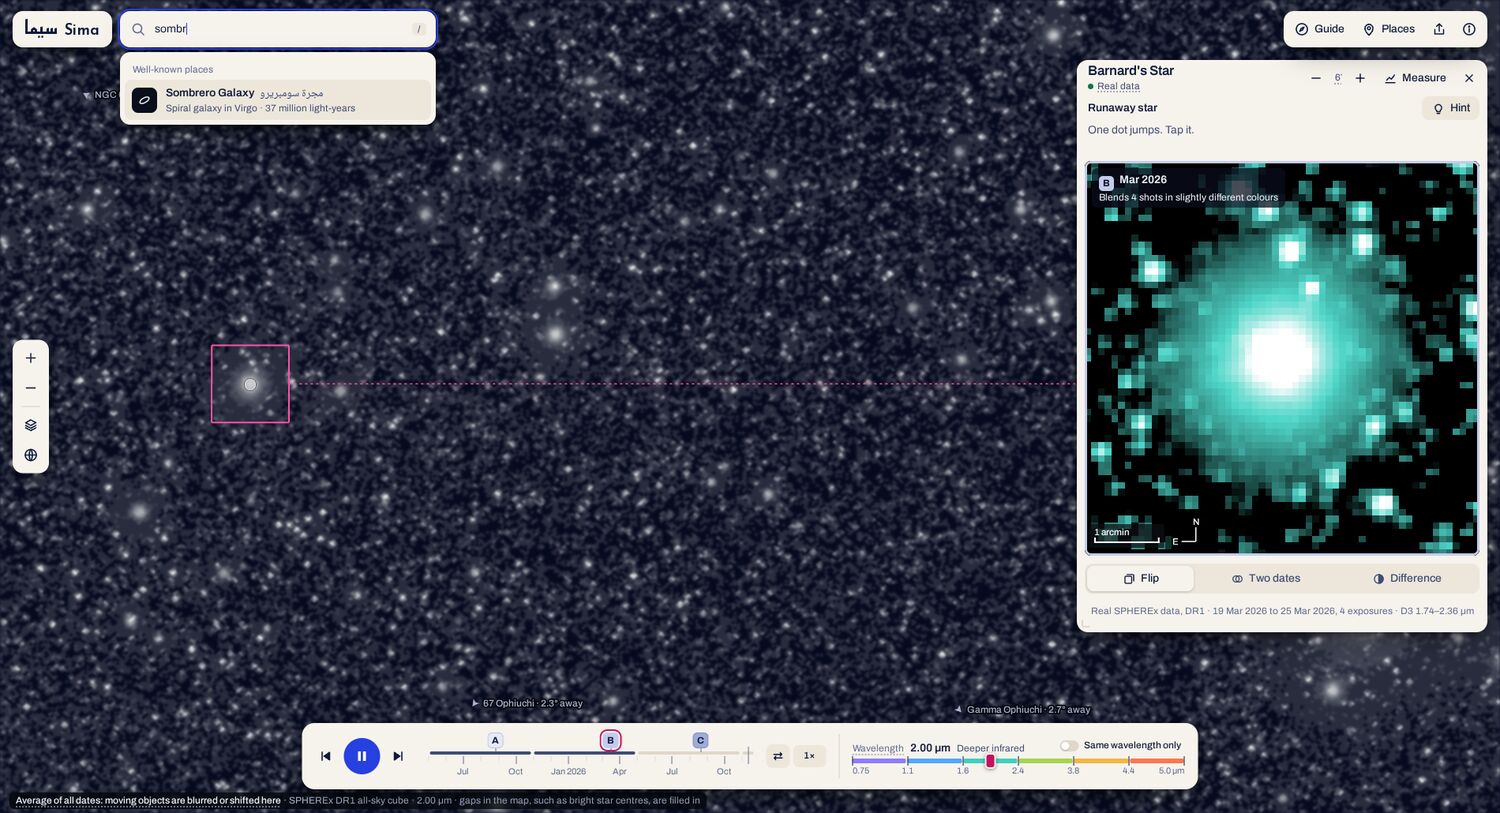 سيما Sima
sombr
/
Well-known places
Sombrero Galaxy مجرة سومبريرو
Spiral galaxy in Virgo · 37 million light-years
NGC
Guide
Places
Barnard's Star
Real data
6'
Measure
Runaway star
Hint
One dot jumps. Tap it.
B Mar 2026
Blends 4 shots in slightly different colours
1 arcmin
N
E
Flip
Two dates
Difference
Real SPHEREx data, DR1 · 19 Mar 2026 to 25 Mar 2026, 4 exposures · D3 1.74–2.36 µm
67 Ophiuchi · 2.3° away
Gamma Ophiuchi · 2.7° away
A B C
Jul Oct Jan 2026 Apr Jul Oct
1×
Wavelength 2.00 µm Deeper infrared
Same wavelength only
0.75 1.1 1.6 2.4 3.8 4.4 5.0 µm
Average of all dates: moving objects are blurred or shifted here · SPHEREx DR1 all-sky cube · 2.00 µm · gaps in the map, such as bright star centres, are filled in